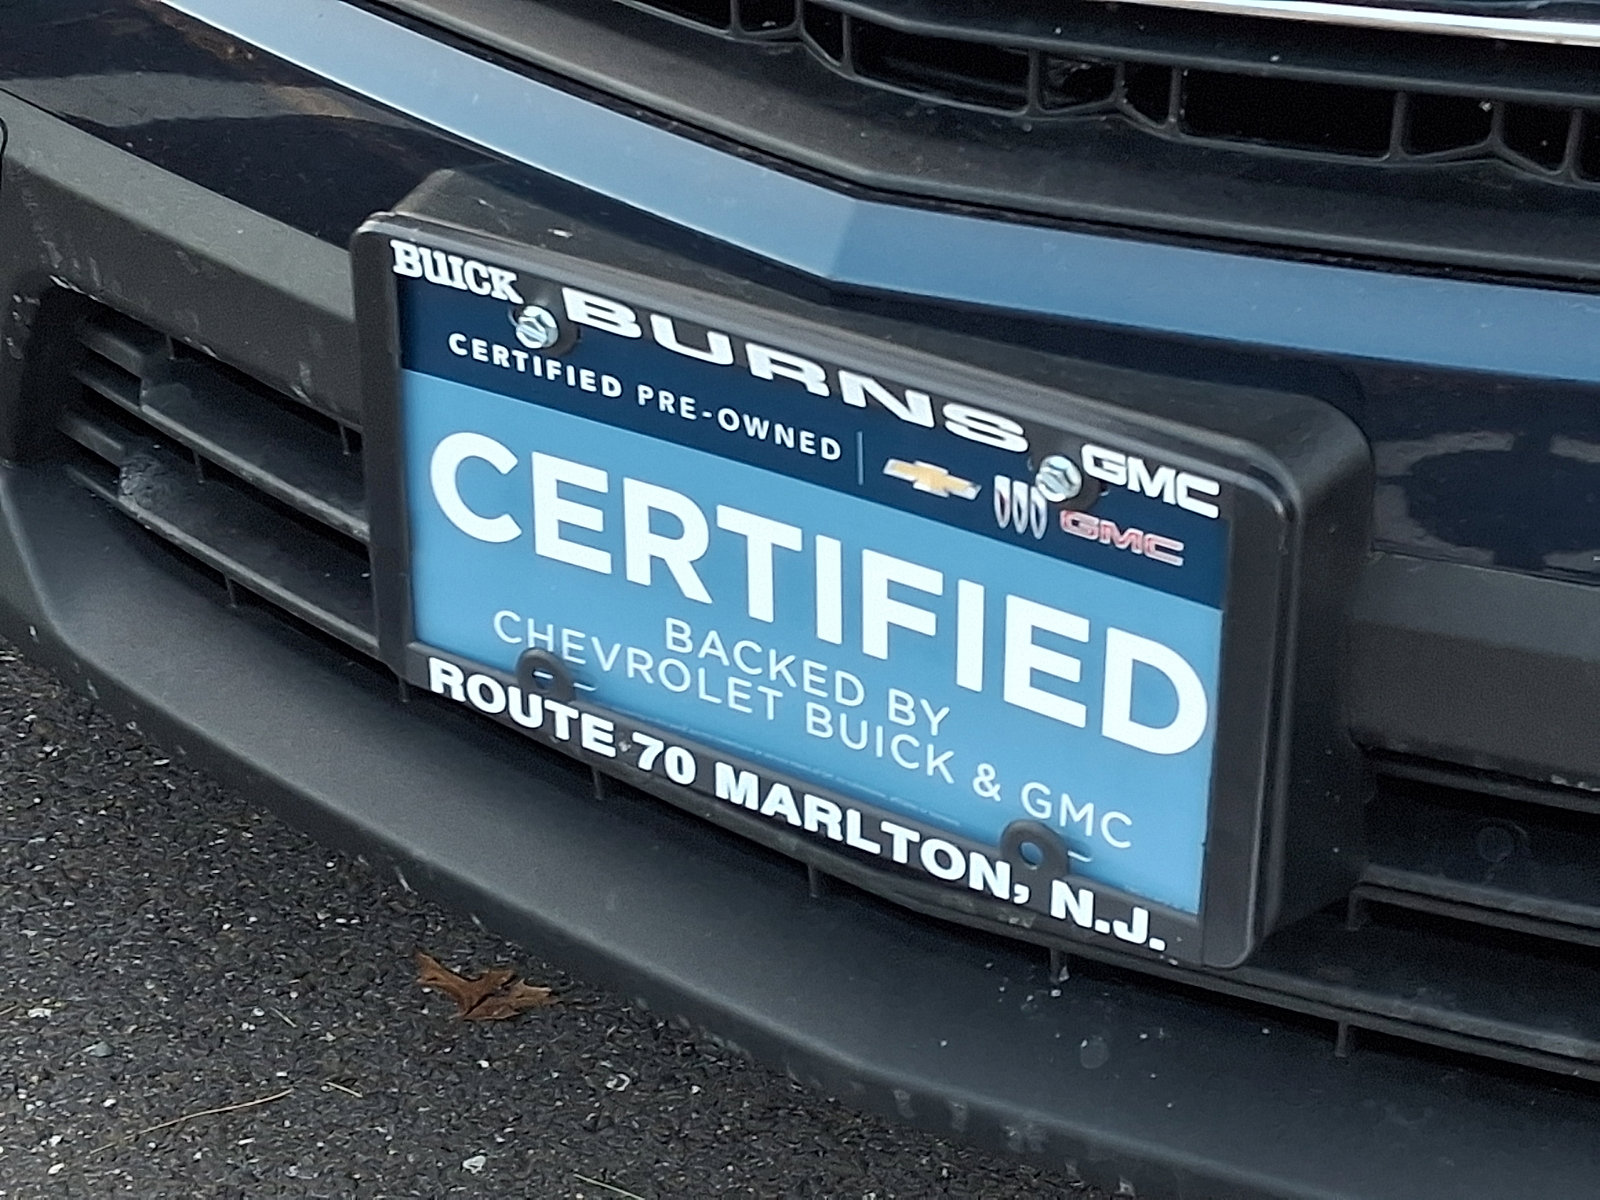 BUICK BURNS GMC
CERTIFIED PRE-OWNED GMC
CERTIFIED
BACKED BY
CHEVROLET BUICK & GMC
ROUTE 70 MARLTON, N.J.